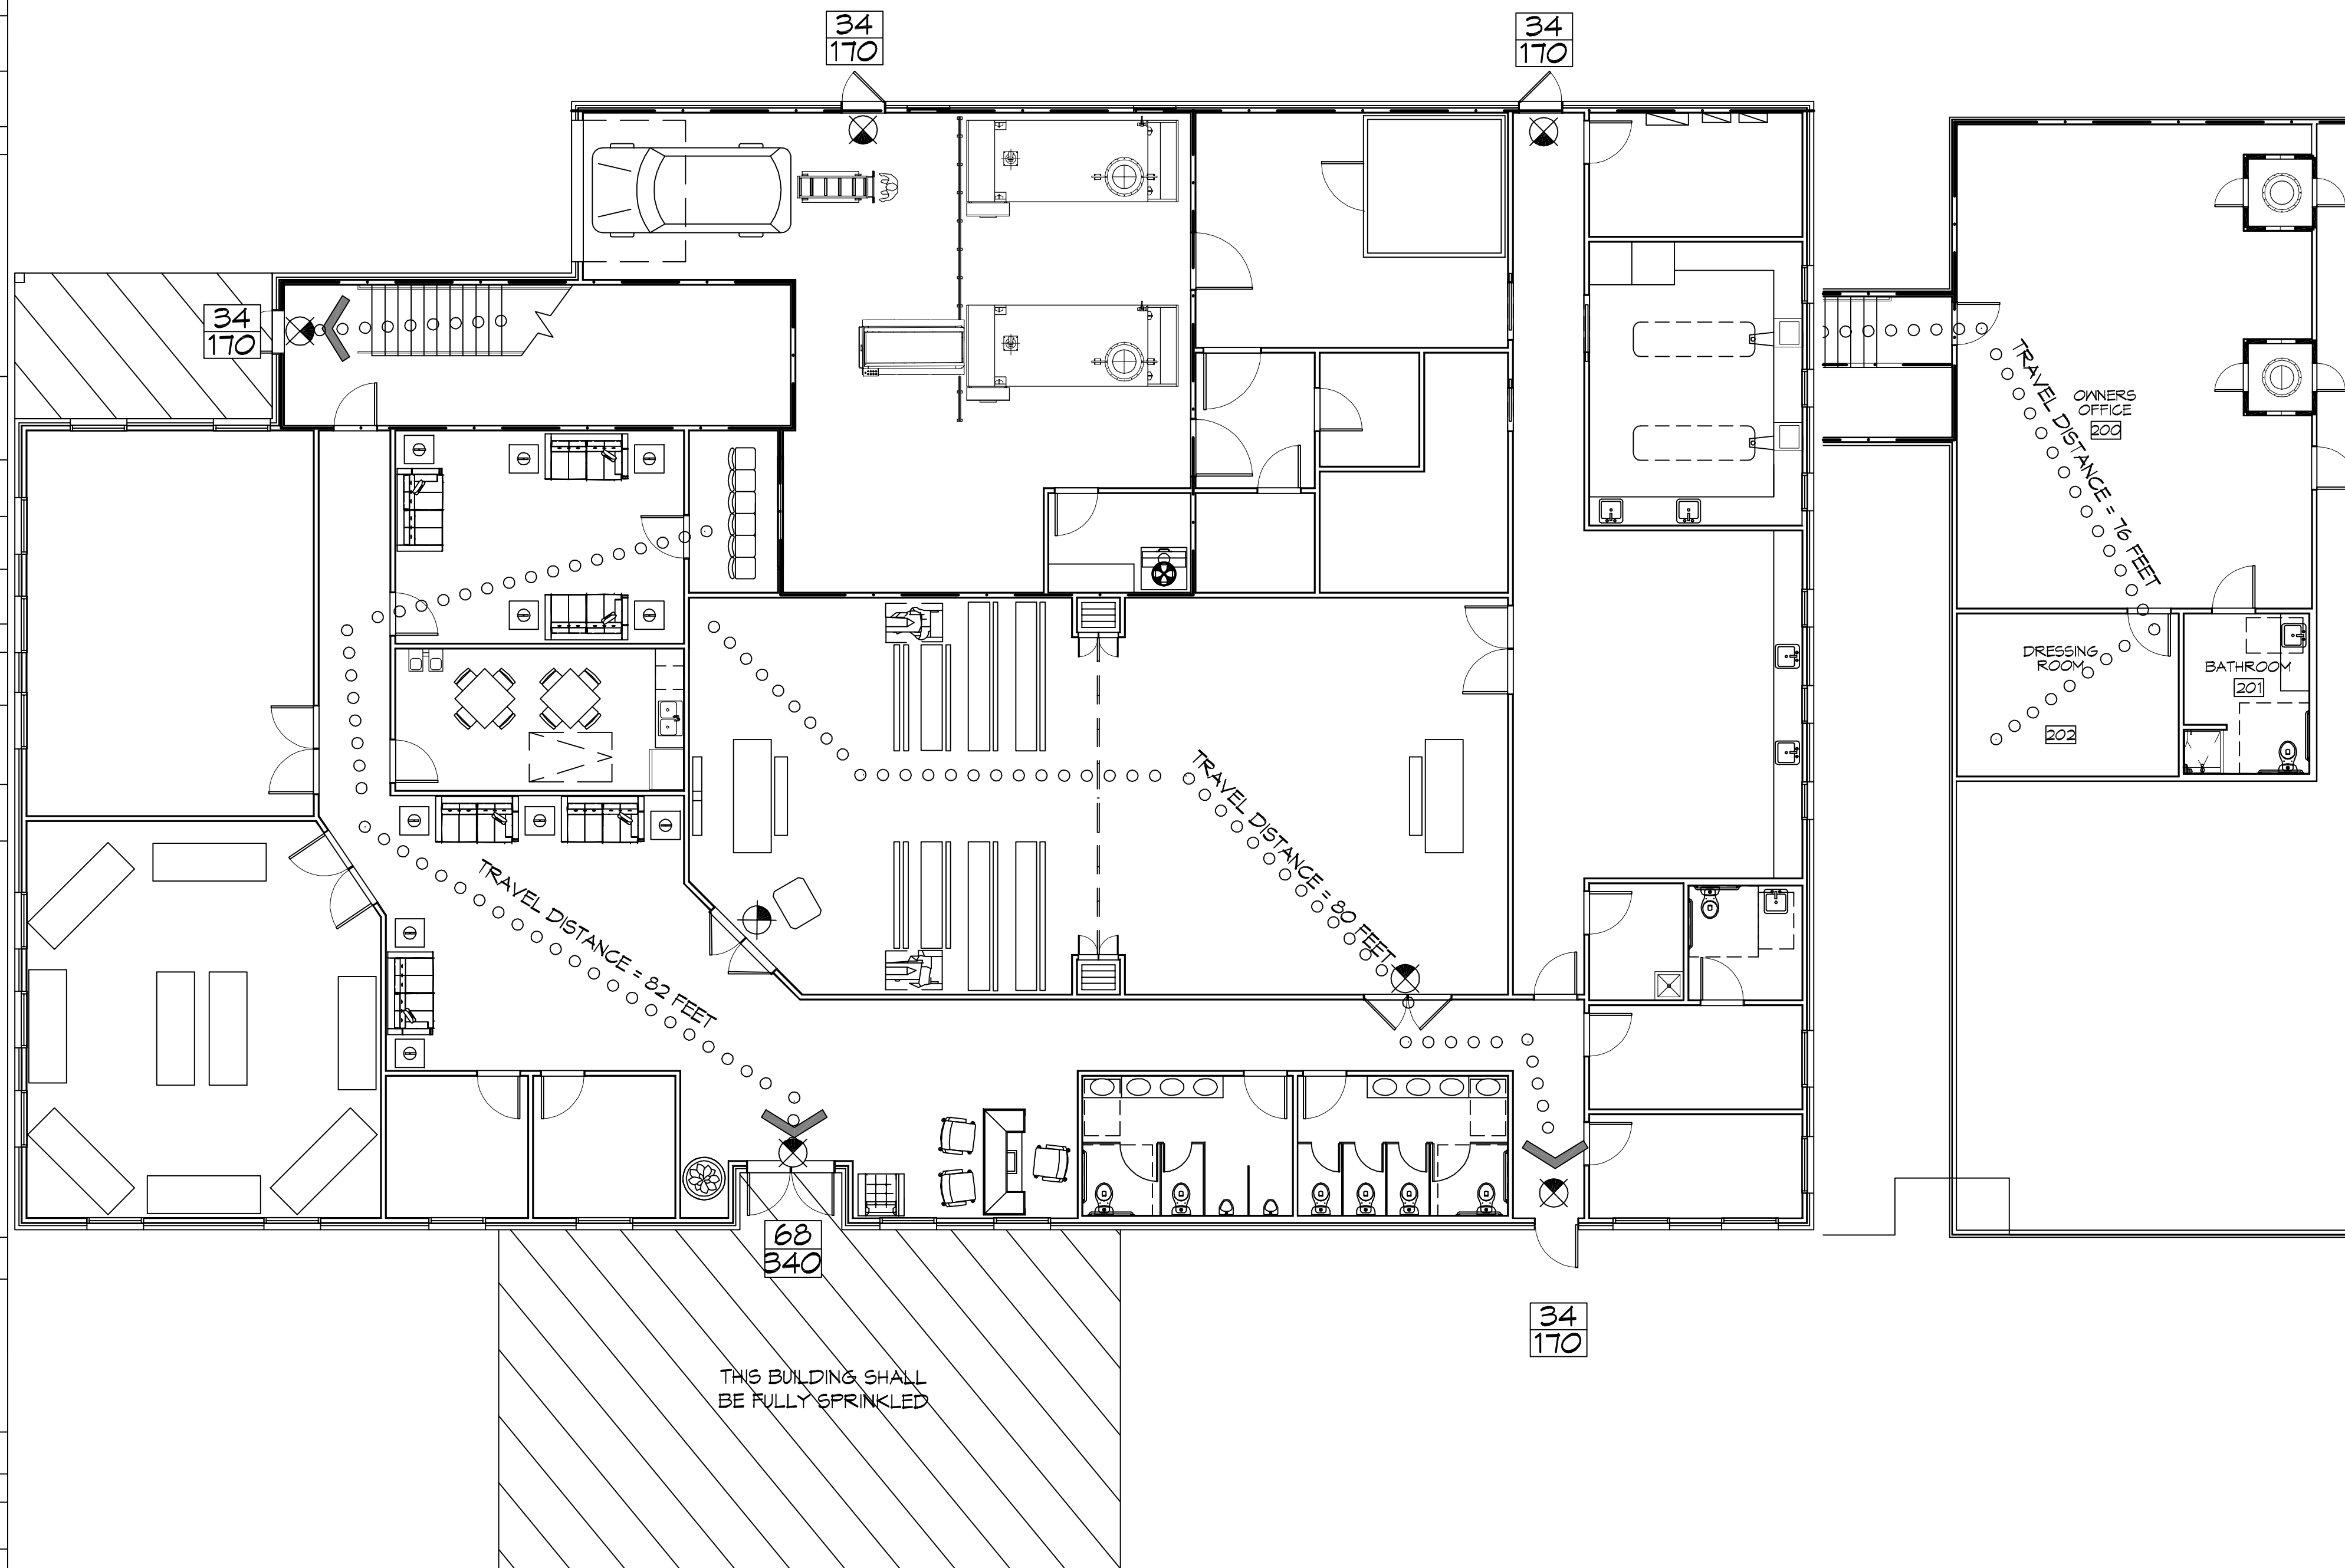 34
170
34
170
34
170
OWNERS
OFFICE
200
TRAVEL DISTANCE = 76 FEET
DRESSING
ROOM
202
BATHROOM
201
TRAVEL DISTANCE = 80 FEET
TRAVEL DISTANCE = 82 FEET
68
340
34
170
THIS BUILDING SHALL
BE FULLY SPRINKLED